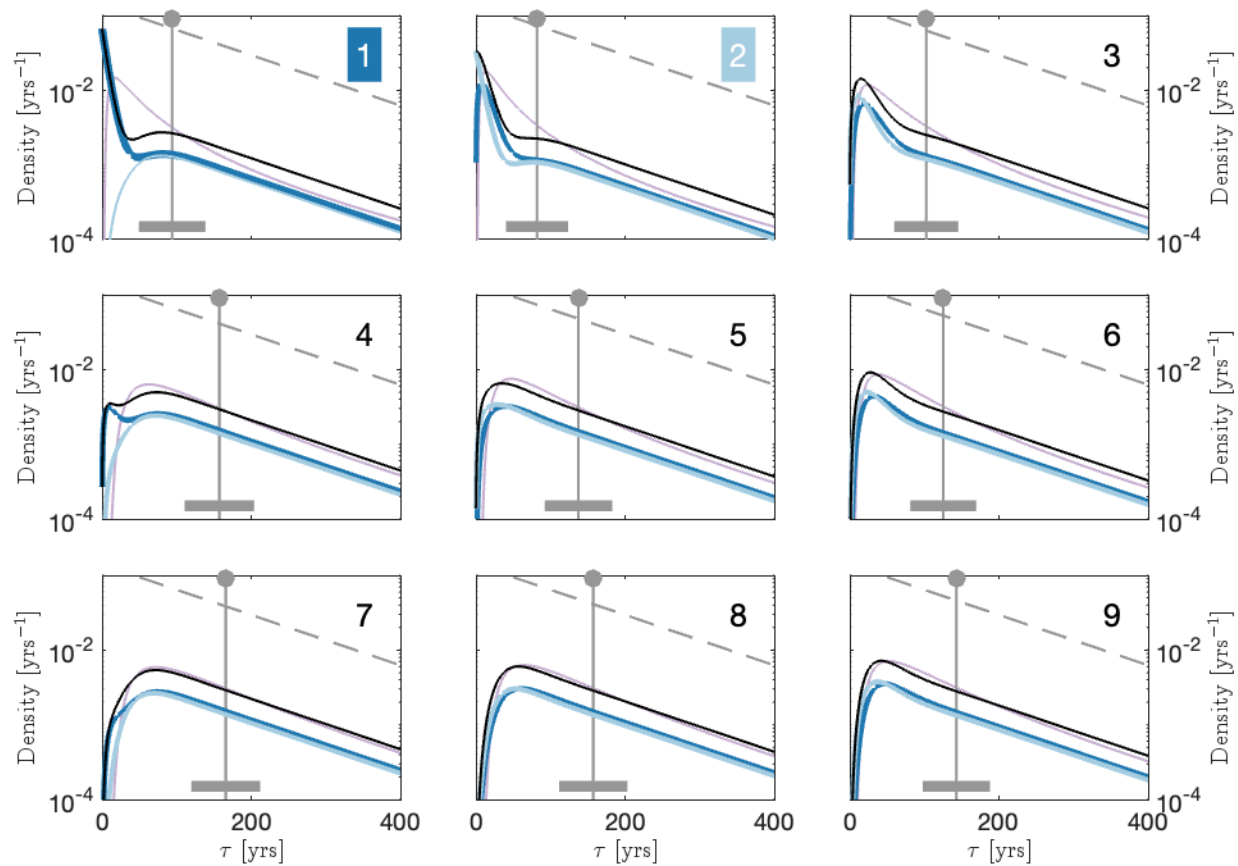 1 2 3
Density [yrs⁻¹] 10⁻² 10⁻² Density [yrs⁻¹]
10⁻⁴ 10⁻⁴
4 5 6
Density [yrs⁻¹] 10⁻² 10⁻² Density [yrs⁻¹]
10⁻⁴ 10⁻⁴
7 8 9
Density [yrs⁻¹] 10⁻² 10⁻² Density [yrs⁻¹]
10⁻⁴ 10⁻⁴
0 200 400 0 200 400 0 200 400
τ [yrs] τ [yrs] τ [yrs]